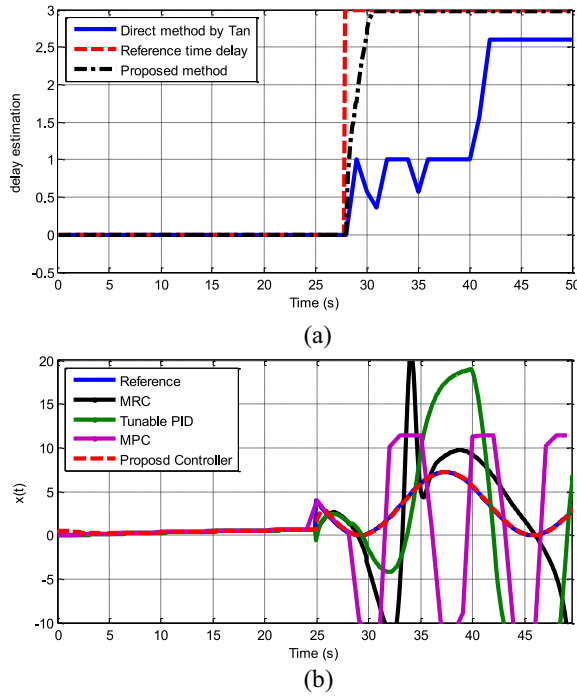 3
2.5
2
1.5
1
0.5
0
-0.5
delay estimation
Direct method by Tan
Reference time delay
Proposed method
0 5 10 15 20 25 30 35 40 45 50
Time (s)
(a)
20
15
10
5
0
-5
-10
x(t)
Reference
MRC
Tunable PID
MPC
Proposd Controller
0 5 10 15 20 25 30 35 40 45
Time (s)
(b)